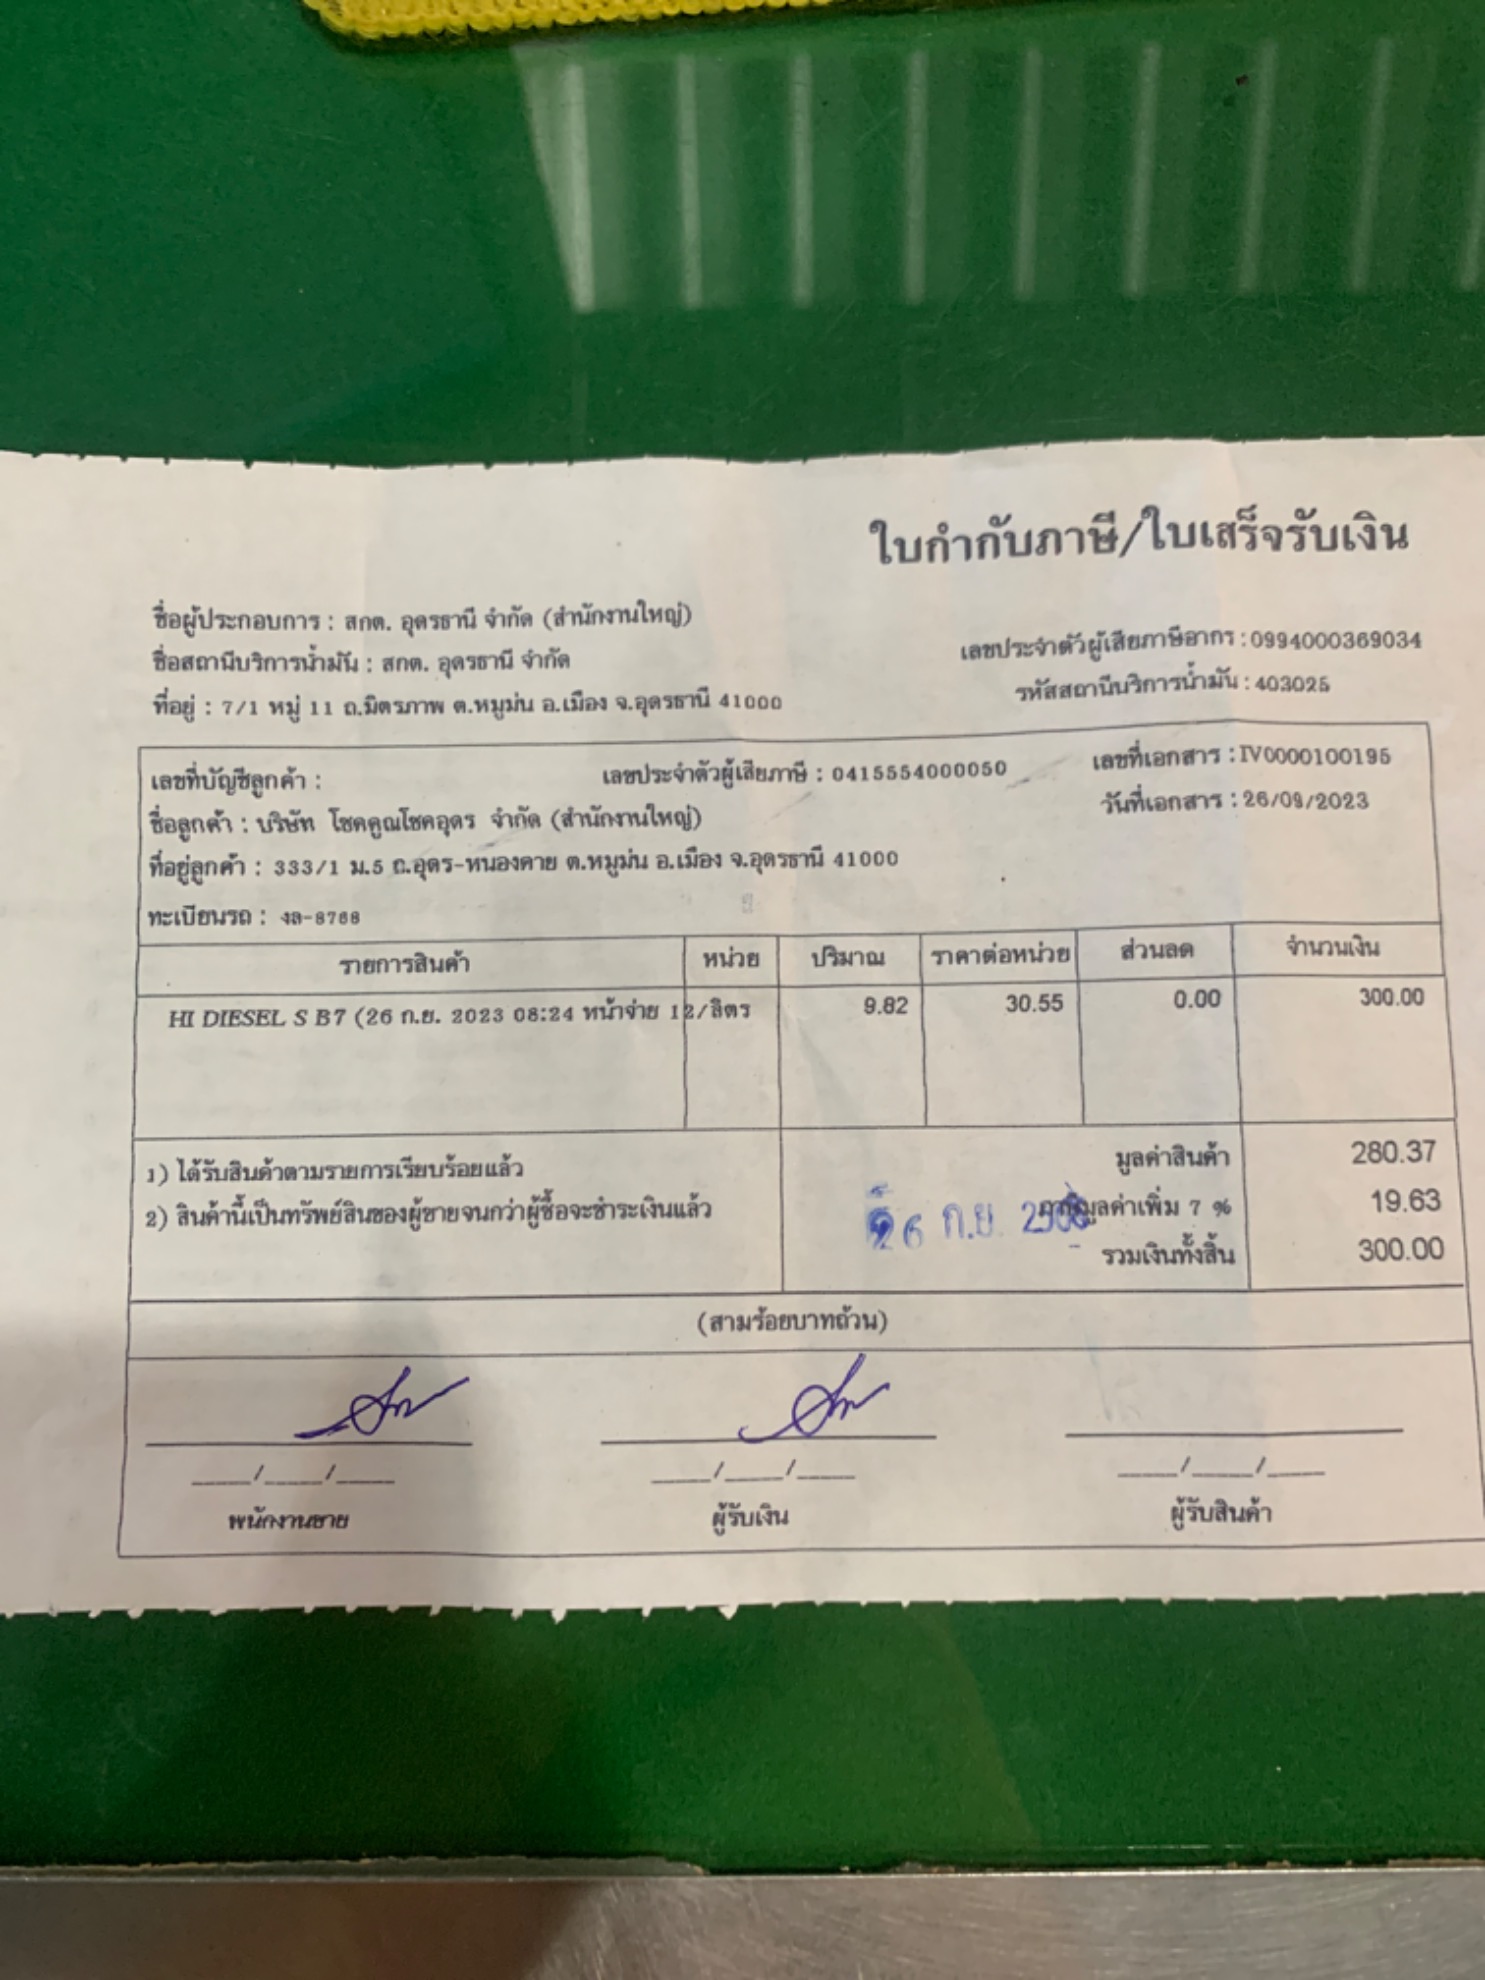 ใบกำกับภาษี/ใบเสร็จรับเงิน
ชื่อผู้ประกอบการ : สกต. อุดรธานี จำกัด (สำนักงานใหญ่)
เลขประจำตัวผู้เสียภาษีอากร : 0994000369034
ชื่อสถานีบริการน้ำมัน : สกต. อุดรธานี จำกัด
รหัสสถานีบริการน้ำมัน : 403025
ที่อยู่ : 7/1 หมู่ 11 ถ.มิตรภาพ ต.หมูม่น อ.เมือง จ.อุดรธานี 41000
เลขที่บัญชีลูกค้า : เลขประจำตัวผู้เสียภาษี : 0415554000050 เลขที่เอกสาร : IV0000100195
ชื่อลูกค้า : บริษัท โชคคูณโชคอุดร จำกัด (สำนักงานใหญ่) วันที่เอกสาร : 26/09/2023
ที่อยู่ลูกค้า : 333/1 ม.5 ถ.อุดร-หนองคาย ต.หมูม่น อ.เมือง จ.อุดรธานี 41000
ทะเบียนรถ : งล-8768
รายการสินค้า หน่วย ปริมาณ ราคาต่อหน่วย ส่วนลด จำนวนเงิน
HI DIESEL S B7 (26 ก.ย. 2023 08:24 หน้าจ่าย 12/ลิตร 9.82 30.55 0.00 300.00
1) ได้รับสินค้าตามรายการเรียบร้อยแล้ว มูลค่าสินค้า 280.37
2) สินค้านี้เป็นทรัพย์สินของผู้ขายจนกว่าผู้ซื้อจะชำระเงินแล้ว ภาษีมูลค่าเพิ่ม 7 % 19.63
26 ก.ย.
รวมเงินทั้งสิ้น 300.00
(สามร้อยบาทถ้วน)
____/____/____ ____/____/____ ____/____/____
พนักงานขาย ผู้รับเงิน ผู้รับสินค้า